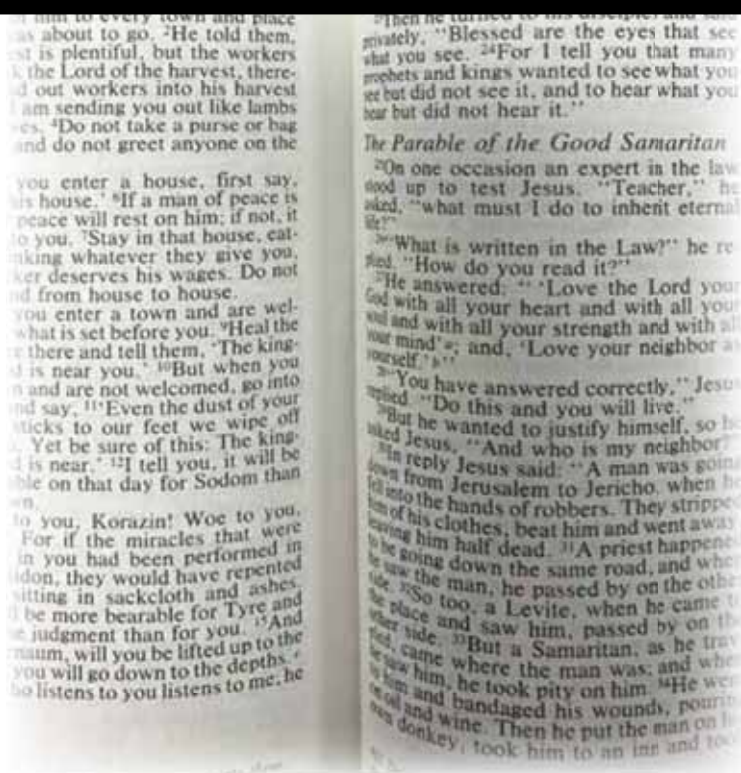 him to every town and place
as about to go. ²He told them,
est is plentiful, but the workers
k the Lord of the harvest, there-
d out workers into his harvest
I am sending you out like lambs
ves. ⁴Do not take a purse or bag
and do not greet anyone on the
you enter a house, first say,
his house.' ⁶If a man of peace is
peace will rest on him; if not, it
to you. ⁷Stay in that house, eat-
nking whatever they give you,
ker deserves his wages. Do not
nd from house to house.
you enter a town and are wel-
what is set before you. ⁹Heal the
there and tell them, 'The king-
d is near you.' ¹⁰But when you
n and are not welcomed, go into
nd say, ¹¹'Even the dust of your
sticks to our feet we wipe off
Yet be sure of this: The king-
d is near.' ¹²I tell you, it will be
ble on that day for Sodom than
wn.
to you, Korazin! Woe to you,
For if the miracles that were
in you had been performed in
idon, they would have repented
sitting in sackcloth and ashes.
l be more bearable for Tyre and
e judgment than for you. ¹⁵And
rnaum, will you be lifted up to the
you will go down to the depths.
ho listens to you listens to me; he
²³Then he turned to his disciples and said
privately, "Blessed are the eyes that see
what you see. ²⁴For I tell you that many
prophets and kings wanted to see what you
see but did not see it, and to hear what you
hear but did not hear it."
The Parable of the Good Samaritan
²⁵On one occasion an expert in the law
stood up to test Jesus. "Teacher," he
asked, "what must I do to inherit eternal
life?"
²⁶"What is written in the Law?" he re-
plied. "How do you read it?"
²⁷He answered: " 'Love the Lord your
God with all your heart and with all your
soul and with all your strength and with all
your mind'ᵃ; and, 'Love your neighbor as
yourself.'ᵇ"
²⁸"You have answered correctly," Jesus
replied. "Do this and you will live."
²⁹But he wanted to justify himself, so he
asked Jesus, "And who is my neighbor?"
³⁰In reply Jesus said: "A man was going
down from Jerusalem to Jericho, when he
fell into the hands of robbers. They stripped
him of his clothes, beat him and went away,
leaving him half dead. ³¹A priest happened
to be going down the same road, and when
he saw the man, he passed by on the other
side. ³²So too, a Levite, when he came to
the place and saw him, passed by on the
other side. ³³But a Samaritan, as he trav
eled, came where the man was; and when
he saw him, he took pity on him. ³⁴He went
to him and bandaged his wounds, pouring
on oil and wine. Then he put the man on his
own donkey, took him to an inn and took